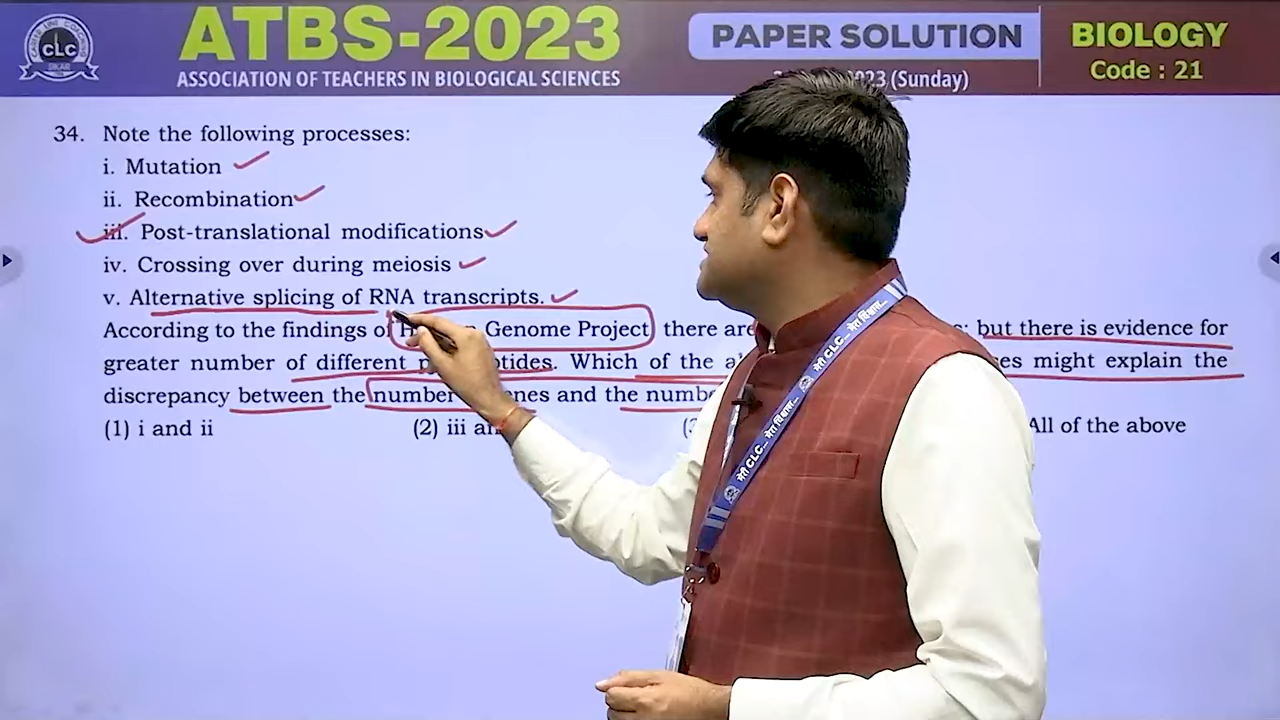 CLC
SIKAR
ATBS-2023
ASSOCIATION OF TEACHERS IN BIOLOGICAL SCIENCES
PAPER SOLUTION
2023 (Sunday)
BIOLOGY
Code : 21
34. Note the following processes:
i. Mutation
ii. Recombination
iii. Post-translational modifications
iv. Crossing over during meiosis
v. Alternative splicing of RNA transcripts.
According to the findings of Genome Project there are but there is evidence for
greater number of different Which of the might explain the
discrepancy between the number and the
(1) i and ii
(2) iii
All of the above
CLC...